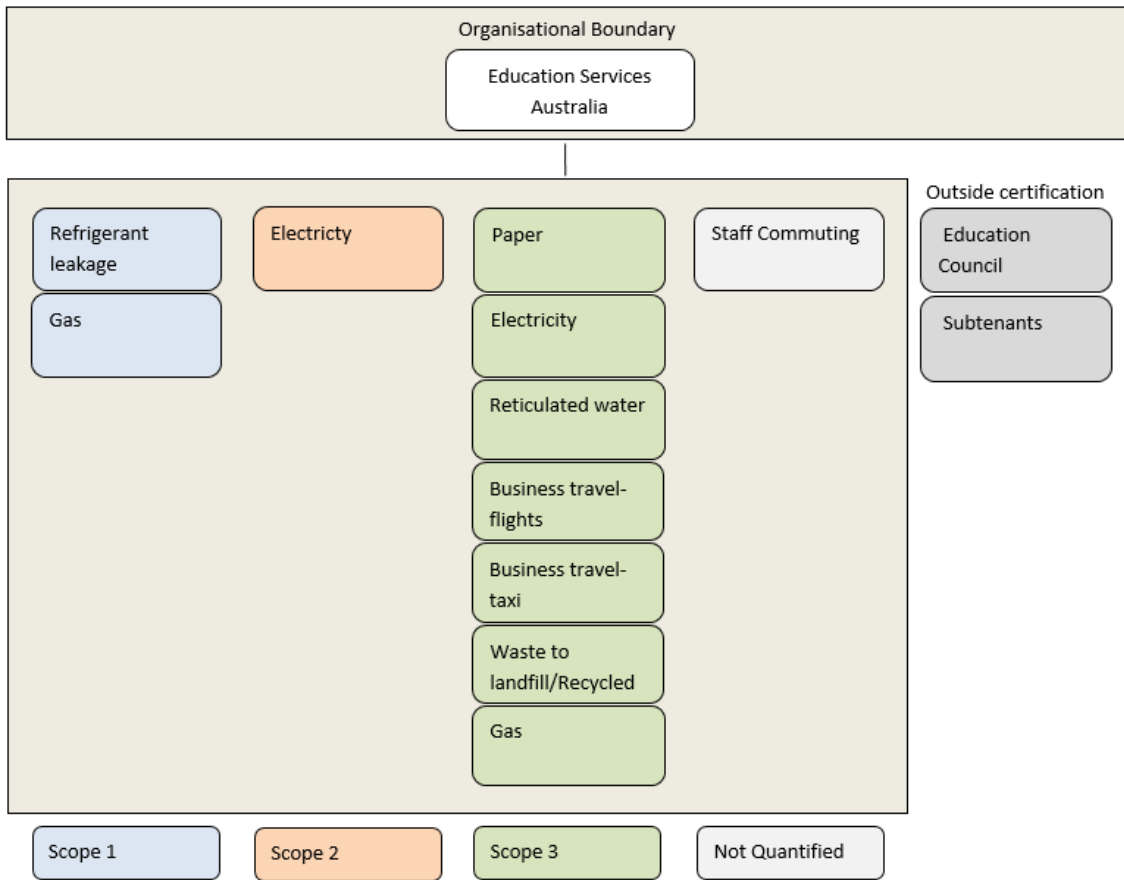 Organisational Boundary
Education Services
Australia
Outside certification
Refrigerant
leakage
Gas
Electricty
Paper
Electricity
Reticulated water
Business travel-
flights
Business travel-
taxi
Waste to
landfill/Recycled
Gas
Staff Commuting
Education
Council
Subtenants
Scope 1
Scope 2
Scope 3
Not Quantified